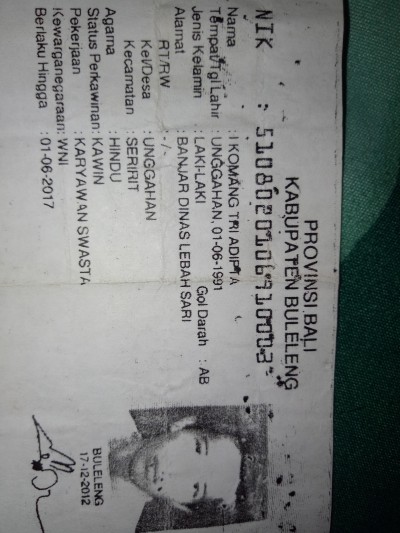 PROVINSI BALI
KABUPATEN BULELENG
NIK : 5108020106910002
Nama : I KOMANG TRI ADIPTA
Tempat/Tgl Lahir : UNGGAHAN, 01-06-1991
Jenis Kelamin : LAKI-LAKI Gol Darah : AB
Alamat : BANJAR DINAS LEBAH SARI
RT/RW : -/-
Kel/Desa : UNGGAHAN
Kecamatan : SERIRIT
Agama : HINDU
Status Perkawinan: KAWIN
Pekerjaan : KARYAWAN SWASTA
Kewarganegaraan: WNI
Berlaku Hingga : 01-06-2017
BULELENG
17-12-2012